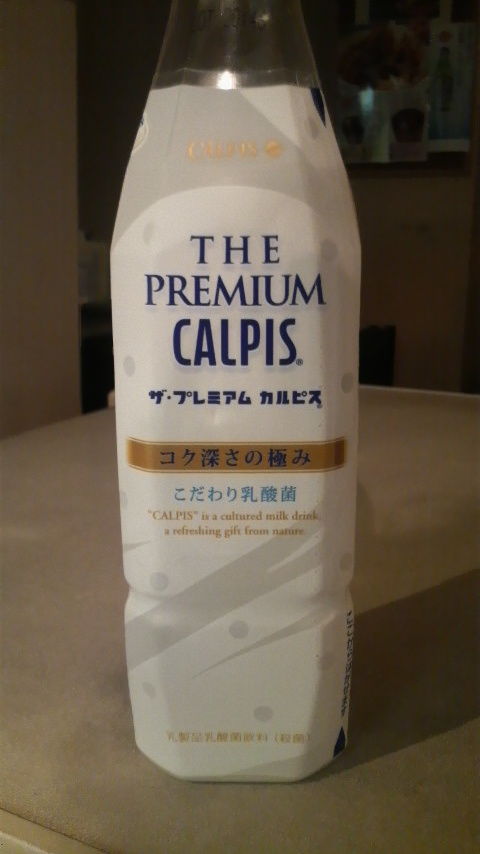 CALPIS
THE
PREMIUM
CALPIS®
ザ・プレミアム カルピス®
コク深さの極み
こだわり乳酸菌
"CALPIS" is a cultured milk drink,
a refreshing gift from nature.
乳製品乳酸菌飲料(殺菌)